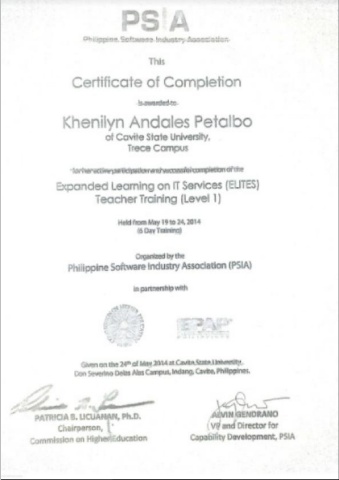 PSIA
Philippine Software Industry Association
This
Certificate of Completion
is awarded to
Khenilyn Andales Petalbo
of Cavite State University,
Trece Campus
for her active participation and successful completion of the
Expanded Learning on IT Services (ELITES)
Teacher Training (Level 1)
Held from May 19 to 24, 2014
(6 Day Training)
Organized by the
Philippine Software Industry Association (PSIA)
in partnership with
Given on the 24th of May 2014 at Cavite State University,
Don Severino Delas Alas Campus, Indang, Cavite, Philippines.
PATRICIA B. LICUANAN, Ph.D.
Chairperson,
Commission on Higher Education
ALVIN GENDRANO
VP and Director for
Capability Development, PSIA